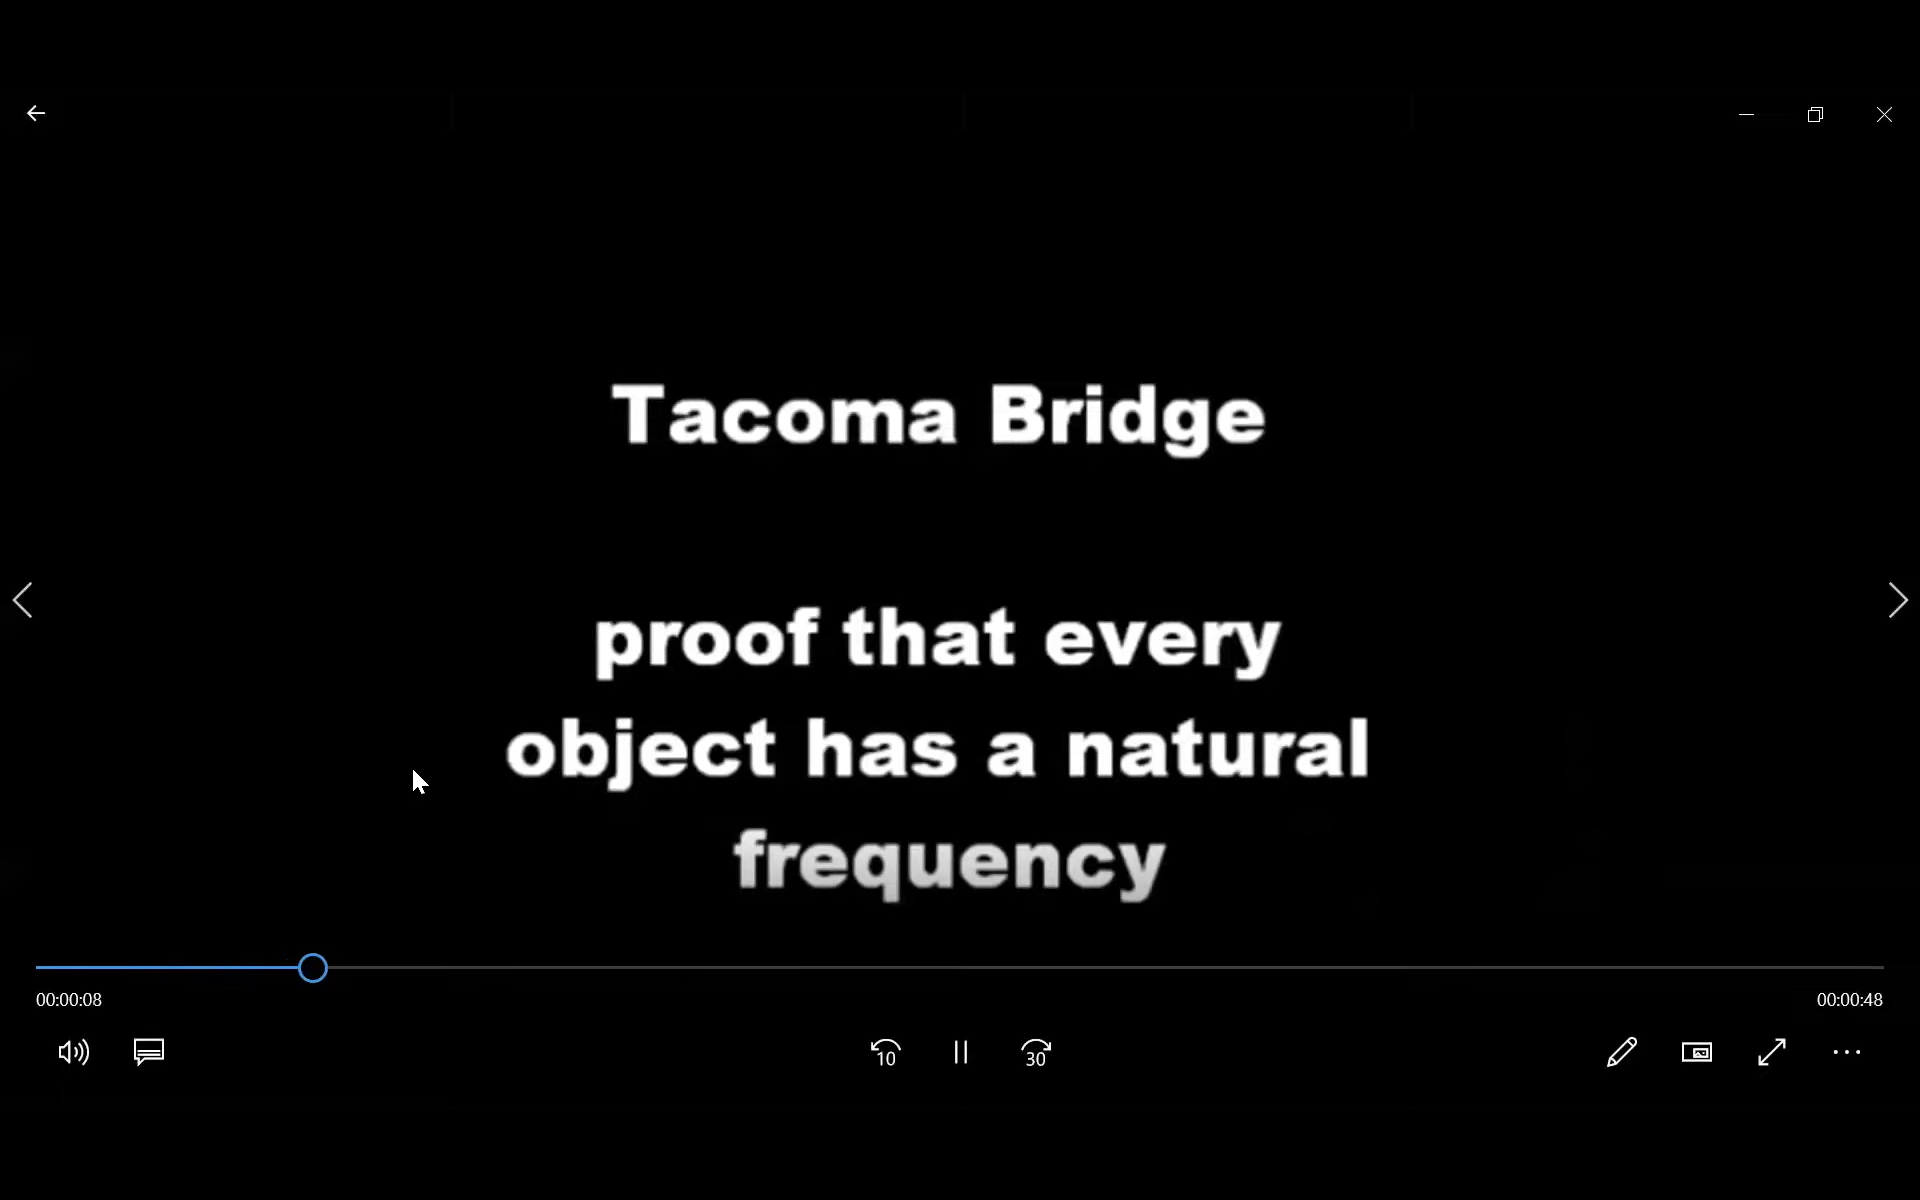 Tacoma Bridge
proof that every
object has a natural
frequency
00:00:08
00:00:48
10
30